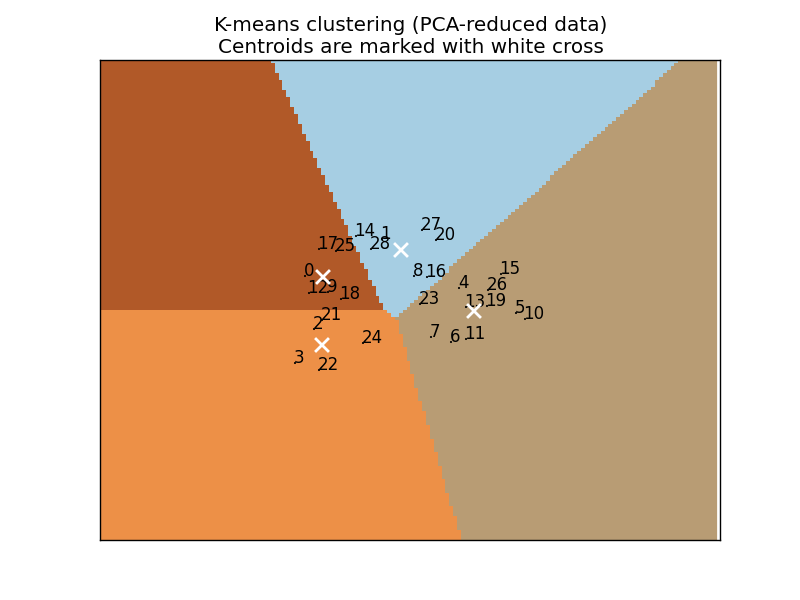 K-means clustering (PCA-reduced data)
Centroids are marked with white cross
27
14 1 20
17 25 28
0 8 16 15
4 26
12 9 18
23 13 19
21 5 10
2
7 6 11
24
3
22